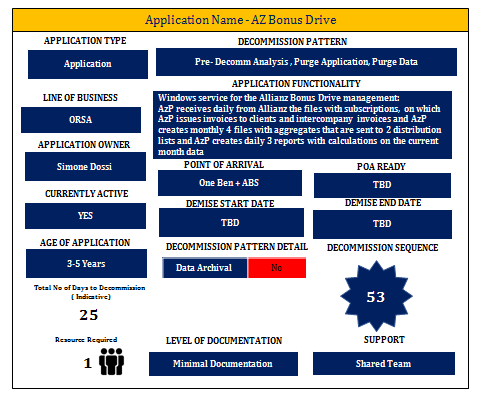 Application Name - AZ Bonus Drive
APPLICATION TYPE
Application
DECOMMISSION PATTERN
Pre- Decomm Analysis , Purge Application, Purge Data
LINE OF BUSINESS
ORSA
APPLICATION FUNCTIONALITY
Windows service for the Allianz Bonus Drive management:
AzP receives daily from Allianz the files with subscriptions, on which
AzP issues invoices to clients and intercompany invoices and AzP
creates monthly 4 files with aggregates that are sent to 2 distribution
lists and AzP creates daily 3 reports with calculations on the current
month data
APPLICATION OWNER
Simone Dossi
POINT OF ARRIVAL
One Ben + ABS
POA READY
TBD
CURRENTLY ACTIVE
YES
DEMISE START DATE
TBD
DEMISE END DATE
TBD
AGE OF APPLICATION
3-5 Years
DECOMMISSION PATTERN DETAIL
Data Archival
No
DECOMMISSION SEQUENCE
53
Total No of Days to Decommission
( Indicative)
25
Resource Required
1
LEVEL OF DOCUMENTATION
Minimal Documentation
SUPPORT
Shared Team